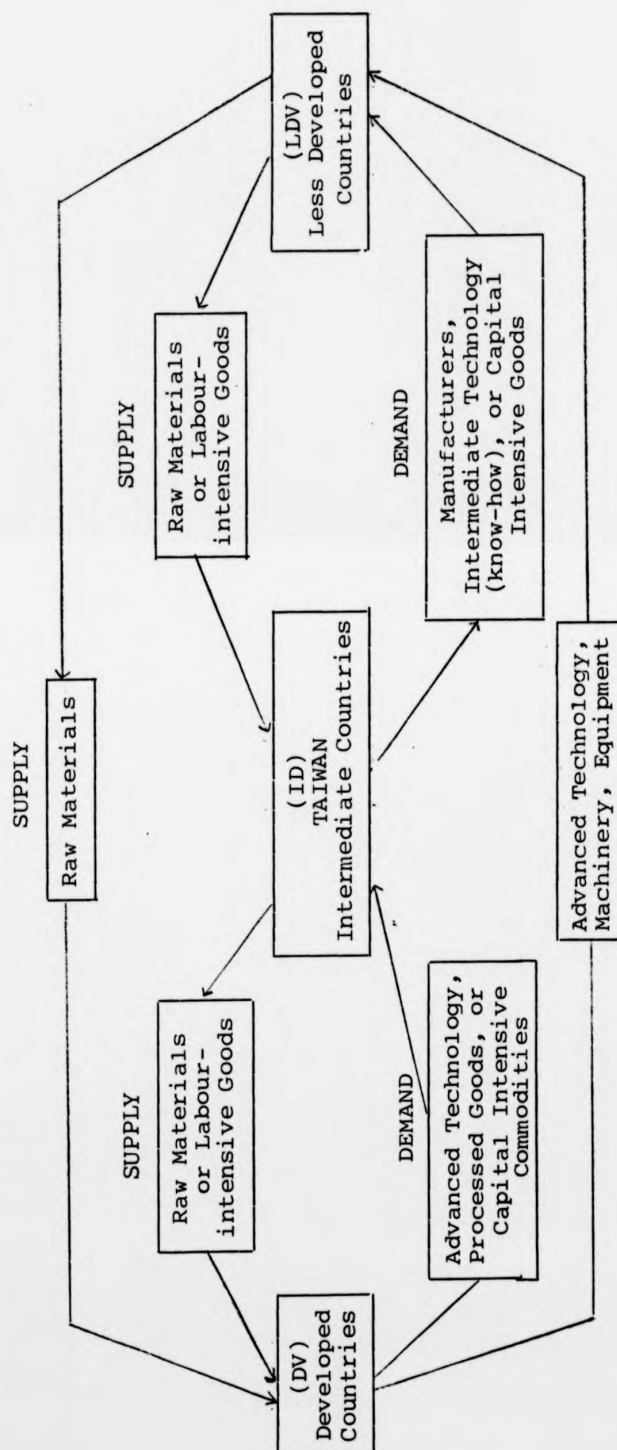 SUPPLY
Raw Materials
SUPPLY
Raw Materials
or Labour-
intensive Goods
SUPPLY
Raw Materials
or Labour-
intensive Goods
(DV)
Developed
Countries
(ID)
TAIWAN
Intermediate Countries
(LDV)
Less Developed
Countries
DEMAND
Advanced Technology,
Processed Goods, or
Capital Intensive
Commodities
DEMAND
Manufacturers,
Intermediate Technology
(know-how), or Capital
Intensive Goods
Advanced Technology,
Machinery, Equipment